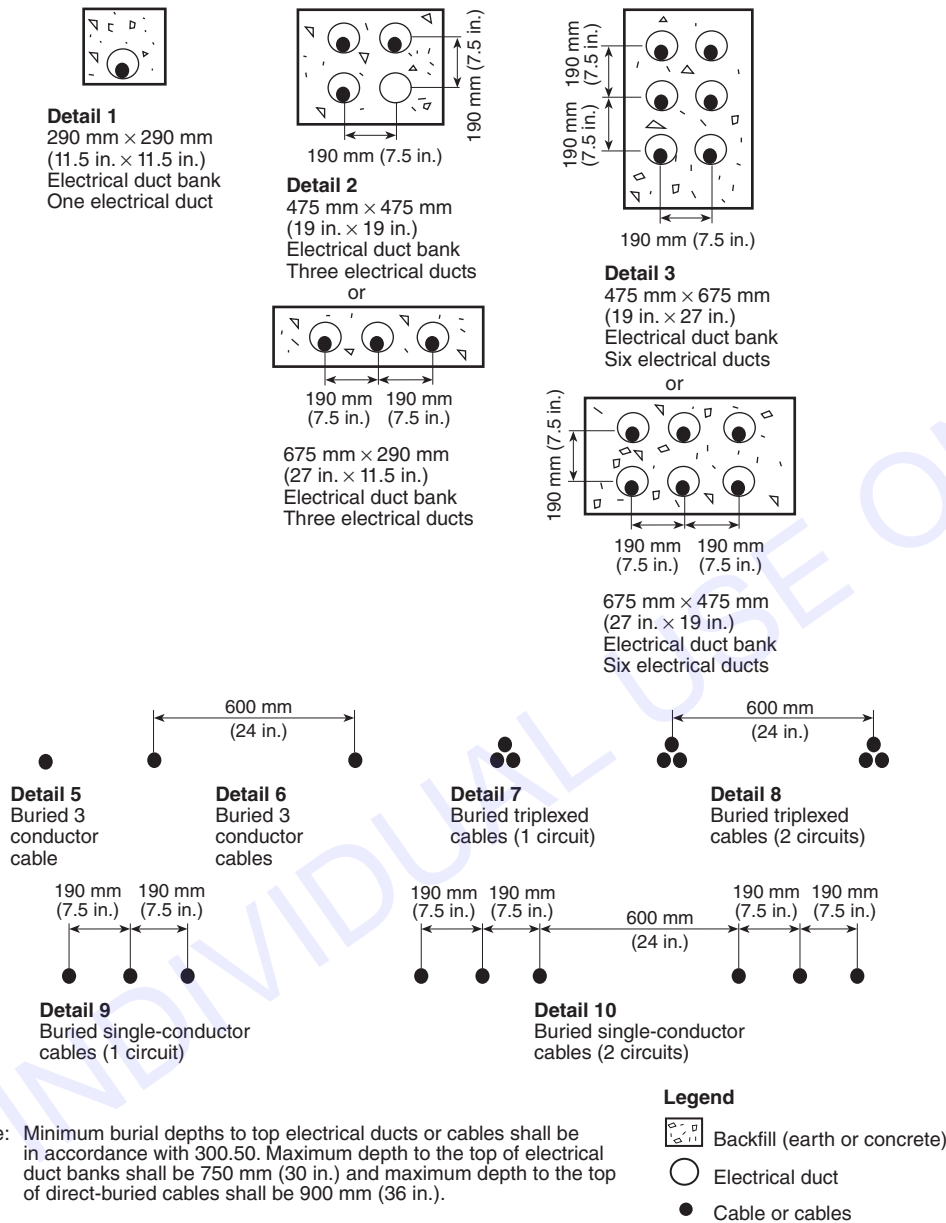 Detail 1
290 mm × 290 mm
(11.5 in. × 11.5 in.)
Electrical duct bank
One electrical duct
190 mm (7.5 in.)
190 mm (7.5 in.)
Detail 2
475 mm × 475 mm
(19 in. × 19 in.)
Electrical duct bank
Three electrical ducts
or
190 mm
(7.5 in.)
190 mm
(7.5 in.)
675 mm × 290 mm
(27 in. × 11.5 in.)
Electrical duct bank
Three electrical ducts
190 mm
(7.5 in.)
190 mm
(7.5 in.)
190 mm (7.5 in.)
Detail 3
475 mm × 675 mm
(19 in. × 27 in.)
Electrical duct bank
Six electrical ducts
or
190 mm (7.5 in.)
190 mm
(7.5 in.)
190 mm
(7.5 in.)
675 mm × 475 mm
(27 in. × 19 in.)
Electrical duct bank
Six electrical ducts
Detail 5
Buried 3
conductor
cable
600 mm
(24 in.)
Detail 6
Buried 3
conductor
cables
Detail 7
Buried triplexed
cables (1 circuit)
600 mm
(24 in.)
Detail 8
Buried triplexed
cables (2 circuits)
190 mm
(7.5 in.)
190 mm
(7.5 in.)
Detail 9
Buried single-conductor
cables (1 circuit)
190 mm
(7.5 in.)
190 mm
(7.5 in.)
600 mm
(24 in.)
190 mm
(7.5 in.)
190 mm
(7.5 in.)
Detail 10
Buried single-conductor
cables (2 circuits)
e: Minimum burial depths to top electrical ducts or cables shall be
in accordance with 300.50. Maximum depth to the top of electrical
duct banks shall be 750 mm (30 in.) and maximum depth to the top
of direct-buried cables shall be 900 mm (36 in.).
Legend
Backfill (earth or concrete)
Electrical duct
Cable or cables
INDIVIDUAL USE ON